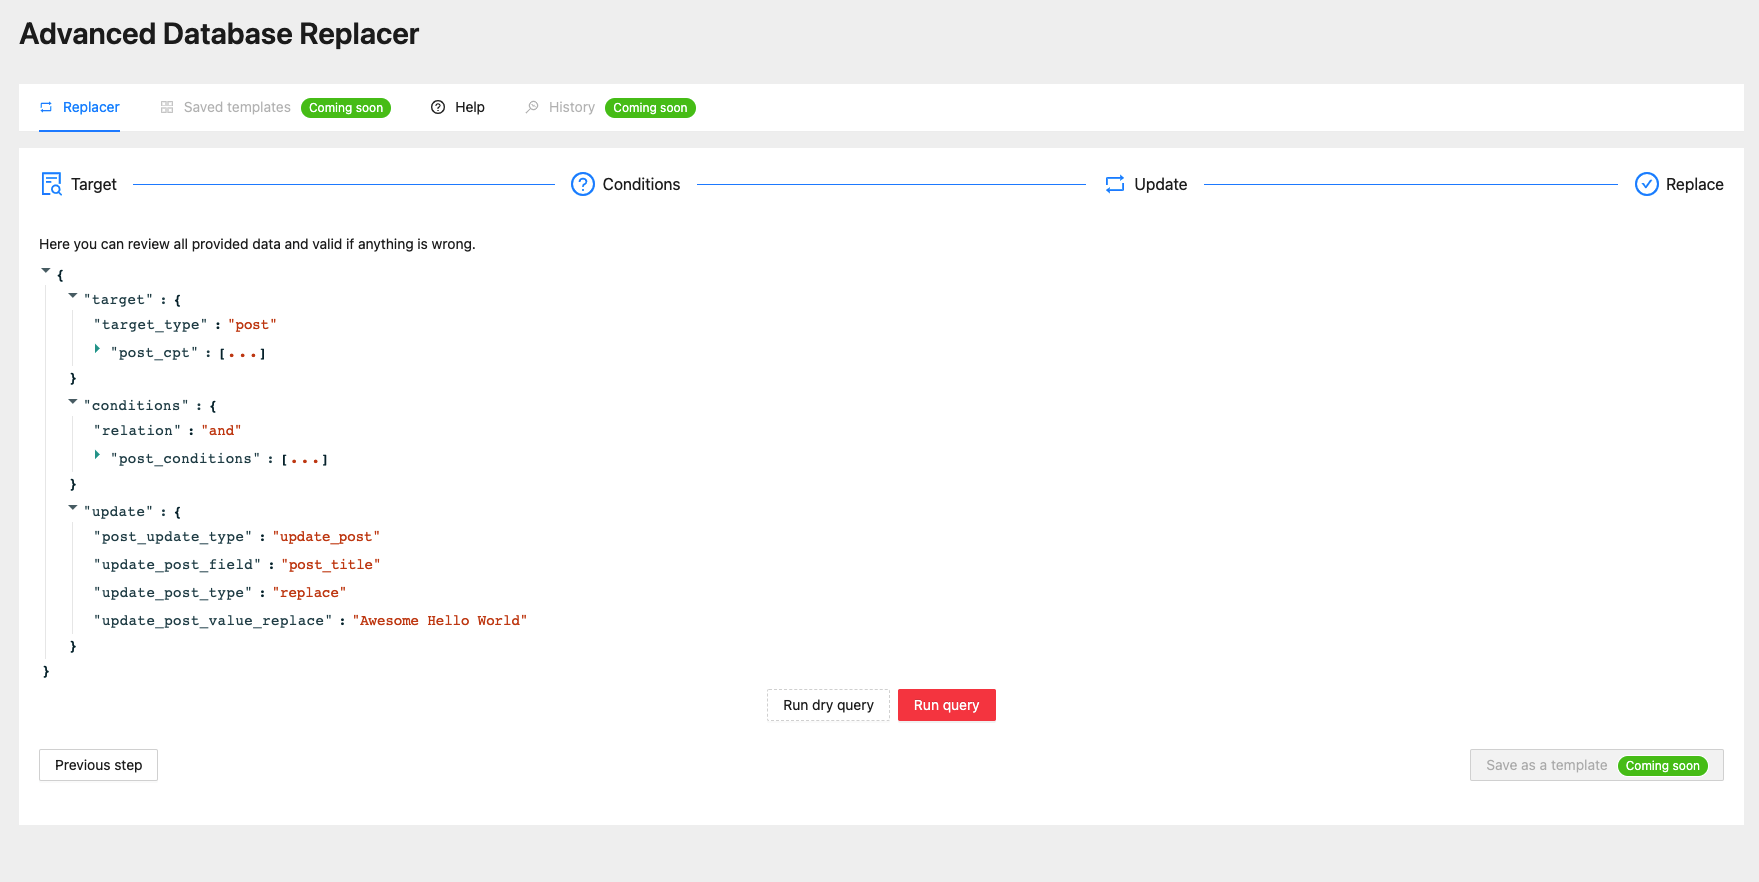 Advanced Database Replacer
Replacer Saved templates Coming soon Help History Coming soon
Target Conditions Update Replace
Here you can review all provided data and valid if anything is wrong.
{
"target" : {
"target_type" : "post"
"post_cpt" : [...]
}
"conditions" : {
"relation" : "and"
"post_conditions" : [...]
}
"update" : {
"post_update_type" : "update_post"
"update_post_field" : "post_title"
"update_post_type" : "replace"
"update_post_value_replace" : "Awesome Hello World"
}
}
Run dry query Run query
Previous step Save as a template Coming soon